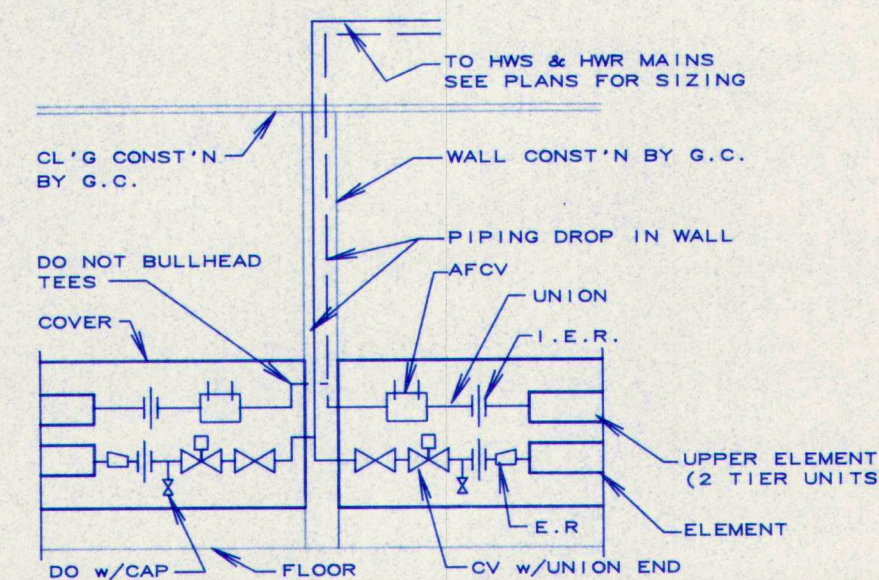 TO HWS & HWR MAINS
SEE PLANS FOR SIZING
CL'G CONST'N
BY G.C.
WALL CONST'N BY G.C.
PIPING DROP IN WALL
DO NOT BULLHEAD
TEES
AFCV
UNION
COVER
I.E.R.
UPPER ELEMENT
(2 TIER UNITS
E.R
ELEMENT
DO w/CAP
FLOOR
CV w/UNION END